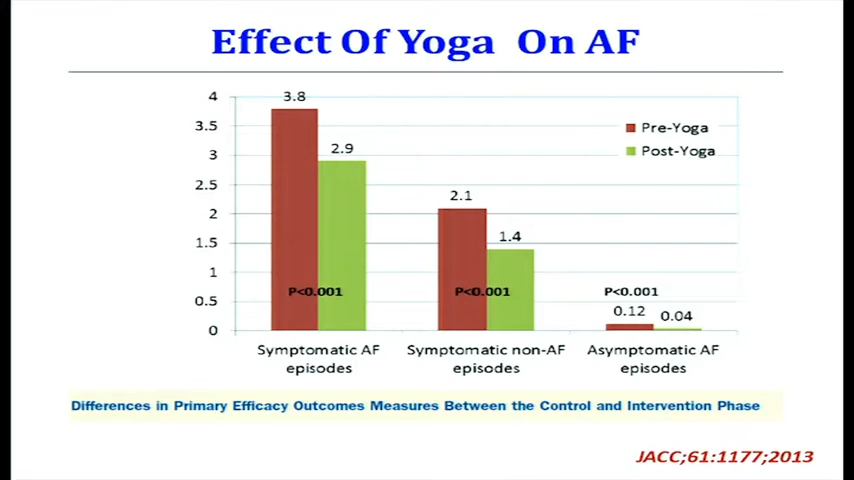 Effect Of Yoga On AF
4
3.5
3
2.5
2
1.5
1
0.5
0
3.8
2.9
2.1
1.4
0.12
0.04
P<0.001
P<0.001
P<0.001
Pre-Yoga
Post-Yoga
Symptomatic AF
episodes
Symptomatic non-AF
episodes
Asymptomatic AF
episodes
Differences in Primary Efficacy Outcomes Measures Between the Control and Intervention Phase
JACC;61:1177;2013